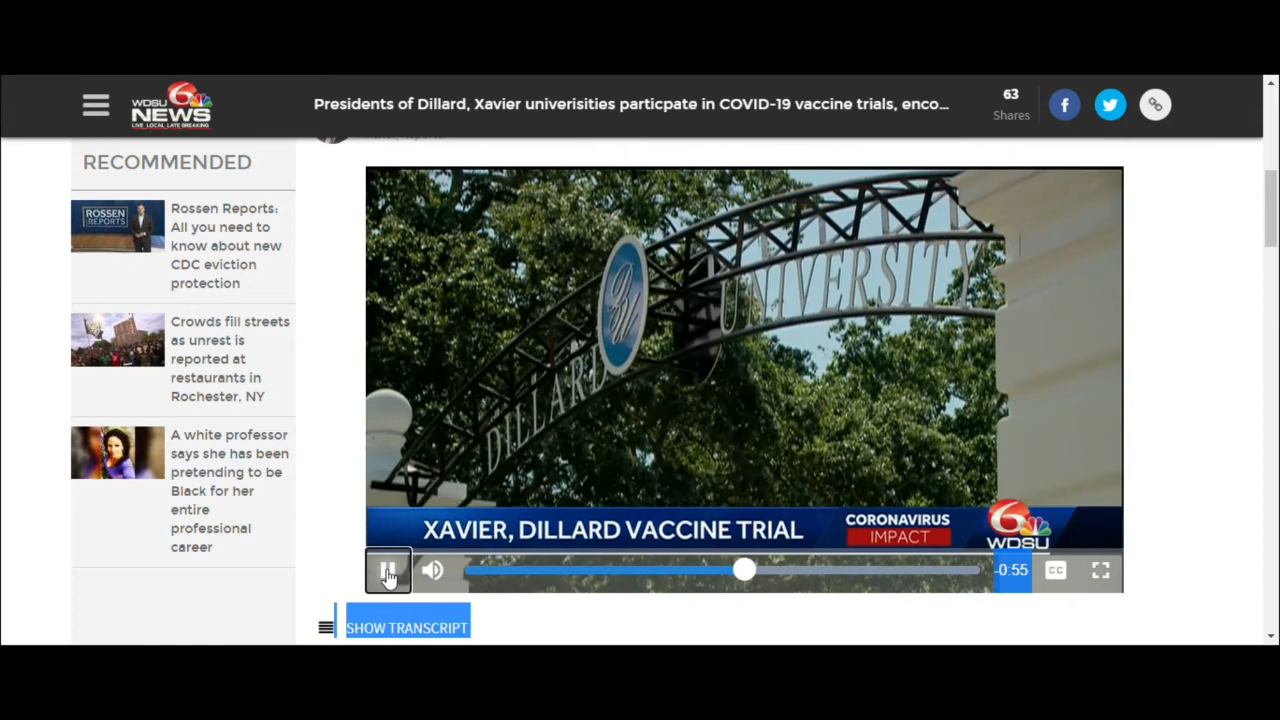 WDSU 6
NEWS
LIVE. LOCAL. LATE BREAKING
Presidents of Dillard, Xavier univerisities particpate in COVID-19 vaccine trials, enco...
63
Shares
RECOMMENDED
ROSSEN
REPORTS
Rossen Reports:
All you need to
know about new
CDC eviction
protection
Crowds fill streets
as unrest is
reported at
restaurants in
Rochester, NY
A white professor
says she has been
pretending to be
Black for her
entire
professional
career
DILLARD
DU
UNIVERSITY
XAVIER, DILLARD VACCINE TRIAL
CORONAVIRUS
IMPACT
6
WDSU
-0:55
CC
SHOW TRANSCRIPT